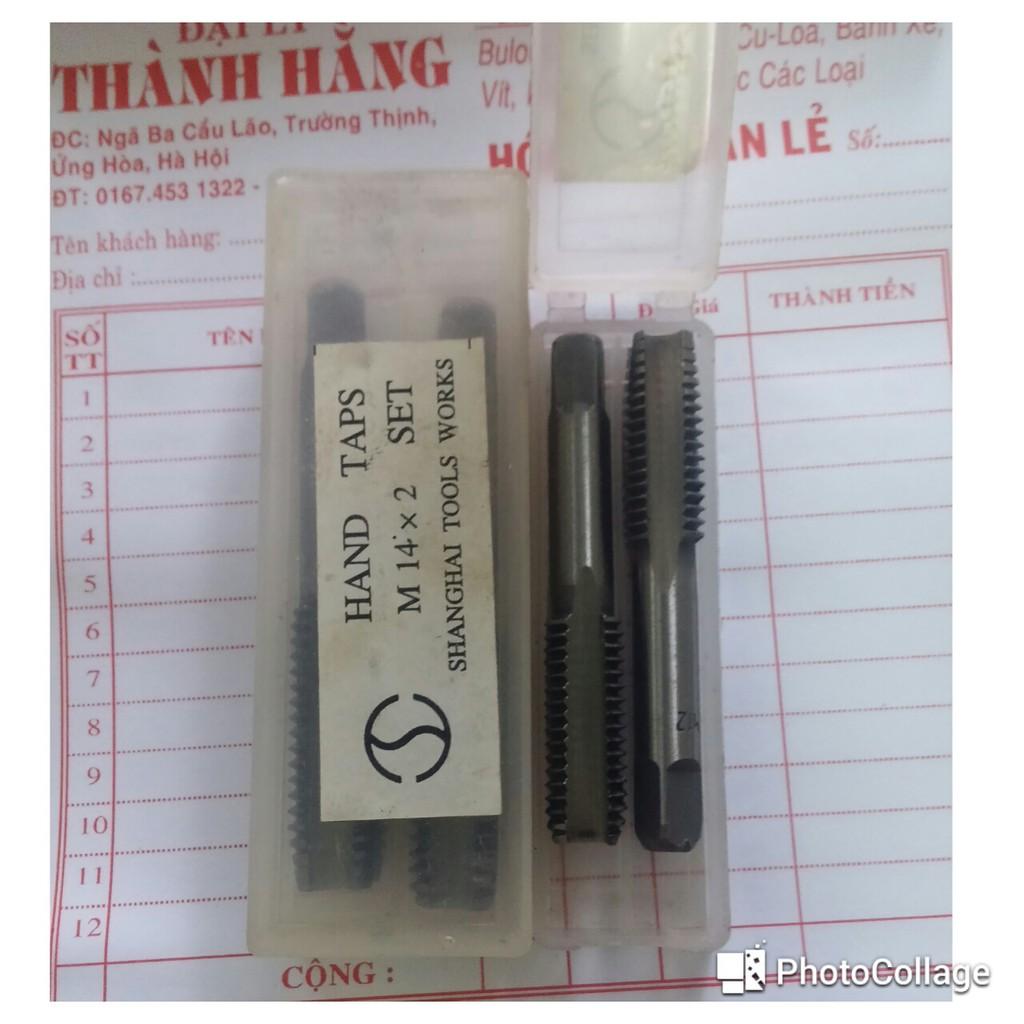 ĐẠI LÝ
THÀNH HẰNG
ĐC: Ngã Ba Cầu Lão, Trường Thịnh,
Ứng Hòa, Hà Hội
ĐT: 0167.453 1322 -
Cu-Loa, Bánh Xe,
Vít,
c Các Loại
HÓ
AN LẺ Số:
Tên khách hàng:
Địa chỉ :
SỐ
TT
TÊN
Giá
THÀNH TIỀN
1
2
3
4
5
6
7
8
9
10
11
12
CỘNG :
HAND TAPS
M 14 × 2 SET
SHANGHAI TOOLS WORKS
PhotoCollage